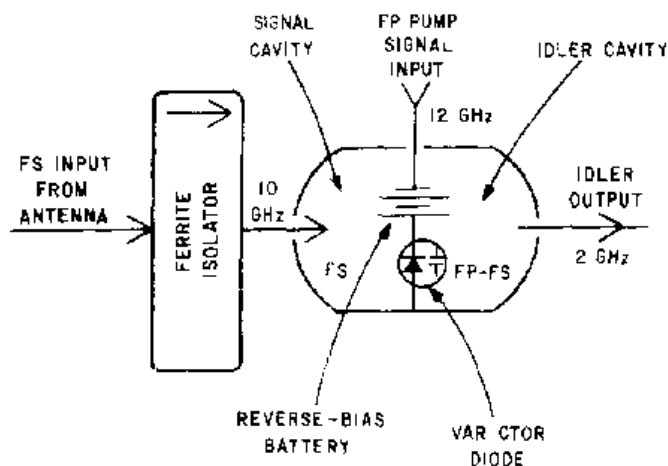 SIGNAL
CAVITY
FP PUMP
SIGNAL
INPUT
IDLER CAVITY
12 GHz
FS INPUT
FROM
ANTENNA
FERRITE
ISOLATOR
10
GHz
IDLER
OUTPUT
2 GHz
FS
FP-FS
REVERSE-BIAS
BATTERY
VAR CTOR
DIODE